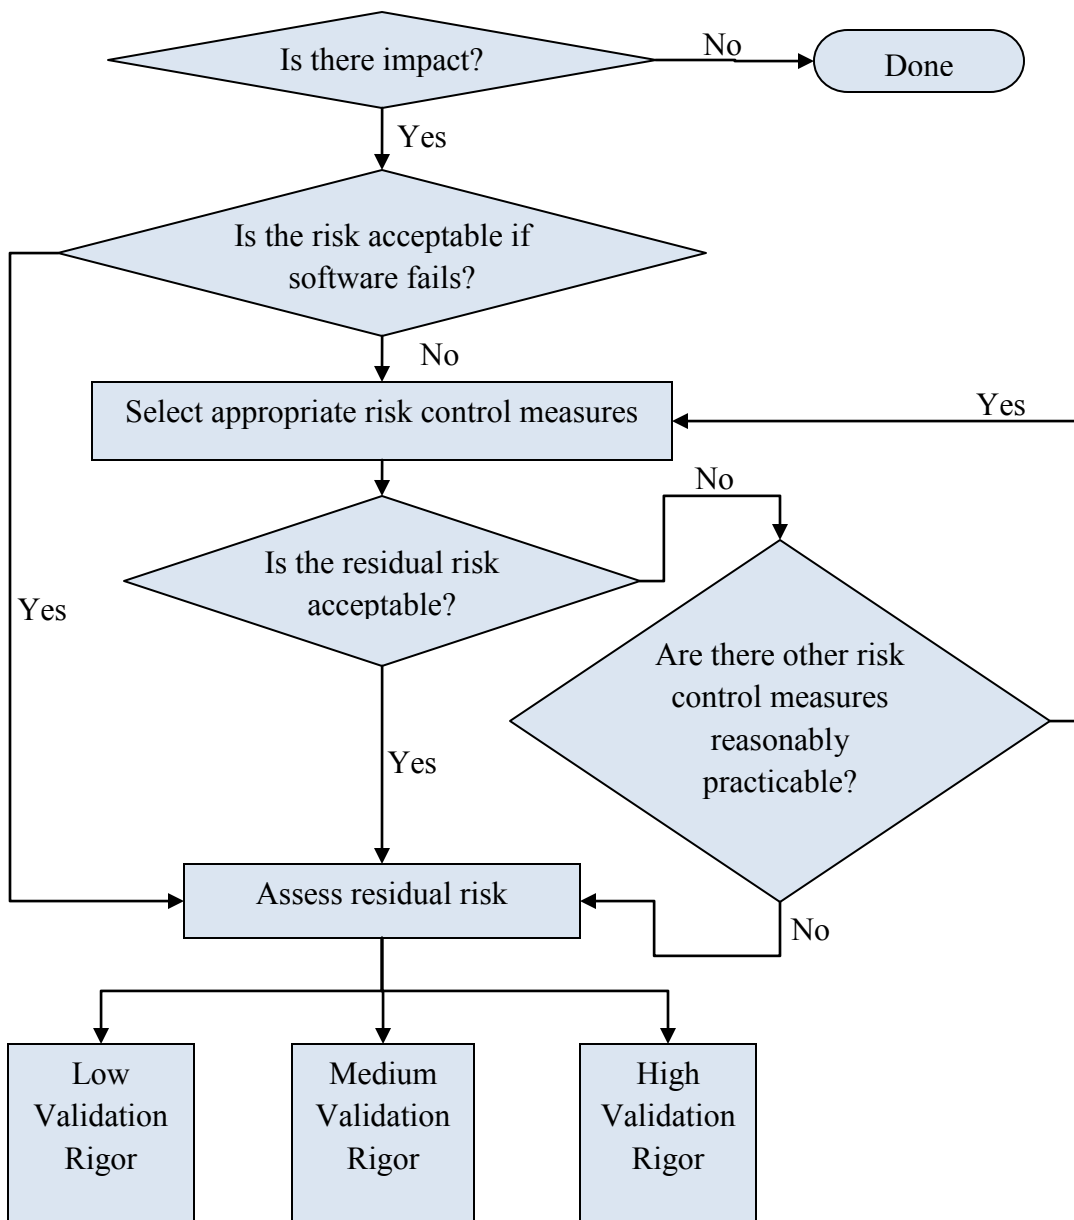 Is there impact?
No
Done
Yes
Is the risk acceptable if
software fails?
No
Select appropriate risk control measures
Yes
No
Is the residual risk
acceptable?
Yes
Are there other risk
control measures
reasonably
practicable?
Yes
Assess residual risk
No
Low
Validation
Rigor
Medium
Validation
Rigor
High
Validation
Rigor